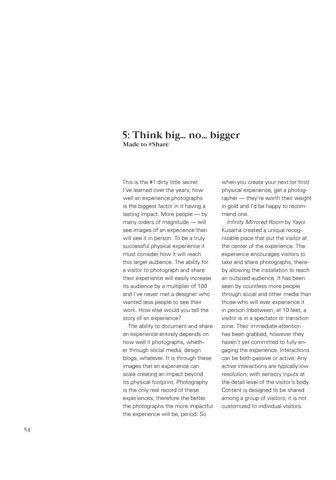 5: Think big... no... bigger
Made to #Share
This is the #1 dirty little secret
I've learned over the years; how
well an experience photographs
is the biggest factor in it having a
lasting impact. More people — by
many orders of magnitude — will
see images of an experience than
will see it in person. To be a truly
successful physical experience it
must consider how it will reach
this larger audience. The ability for
a visitor to photograph and share
their experience will easily increase
its audience by a multiplier of 100
and I've never met a designer who
wanted less people to see their
work. How else would you tell the
story of an experience?
The ability to document and share
an experience entirely depends on
how well it photographs, wheth-
er through social media, design
blogs, whatever. It is through these
images that an experience can
scale creating an impact beyond
its physical footprint. Photography
is the only real record of these
experiences, therefore the better
the photographs the more impactful
the experience will be, period. So
when you create your next (or first)
physical experience, get a photog-
rapher — they're worth their weight
in gold and I'd be happy to recom-
mend one.
Infinity Mirrored Room by Yayoi
Kusama created a unique recog-
nizable place that put the visitor at
the center of the experience. The
experience encourages visitors to
take and share photographs, there-
by allowing the installation to reach
an outsized audience. It has been
seen by countless more people
through social and other media than
those who will ever experience it
in person.Inbetween, at 10 feet, a
visitor is in a spectator or transition
zone. Their immediate attention
has been grabbed, however they
haven't yet committed to fully en-
gaging the experience. Interactions
can be both passive or active. Any
active interactions are typically low
resolution, with sensory inputs at
the detail level of the visitor's body.
Content is designed to be shared
among a group of visitors; it is not
customized to individual visitors.
54